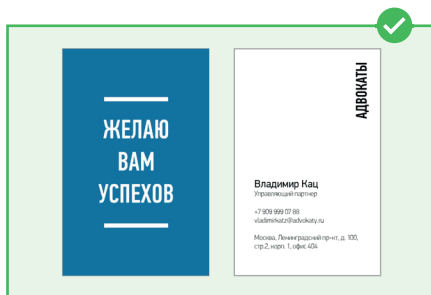 ЖЕЛАЮ
ВАМ
УСПЕХОВ
АДВОКАТЫ
Владимир Кац
Управляющий партнер
+7 909 999 07 88
vladimirkatz@advokaty.ru
Москва, Ленинградский пр-кт, д. 100,
стр.2, корп. 1, офис 404